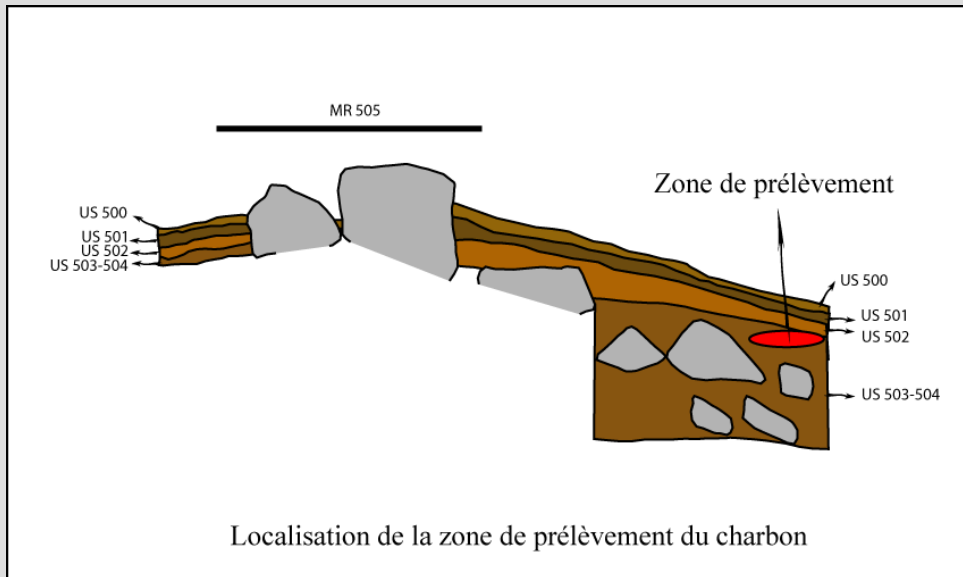 MR 505
Zone de prélèvement
US 500
US 501
US 502
US 503-504
US 500
US 501
US 502
US 503-504
Localisation de la zone de prélèvement du charbon